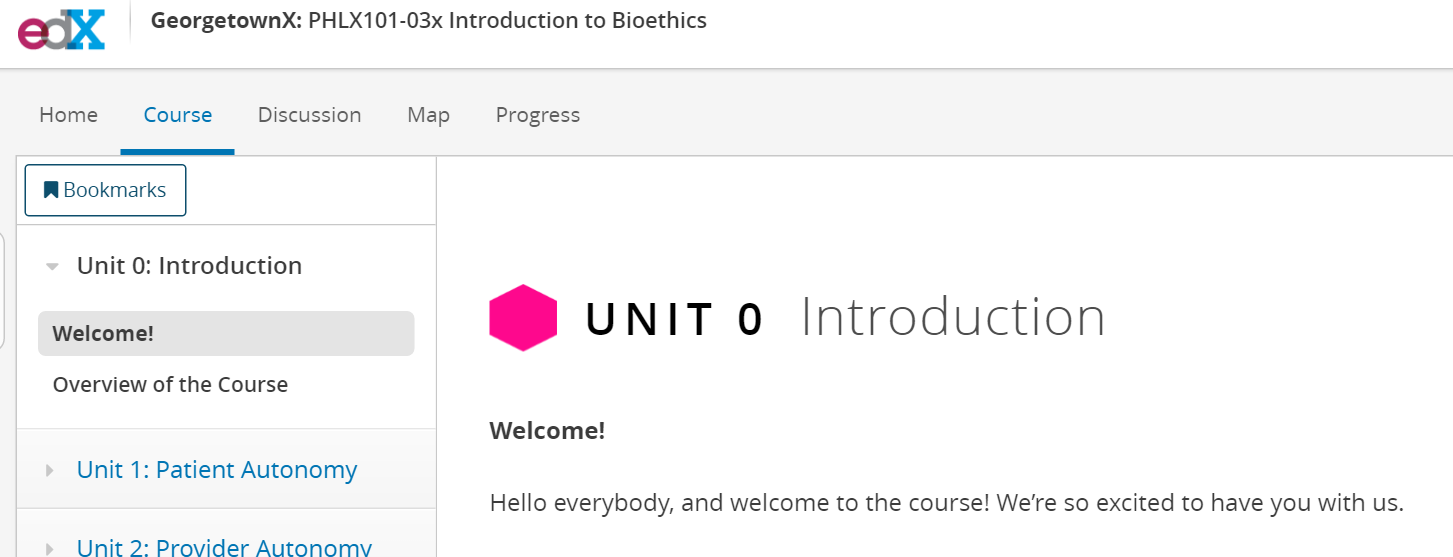 edX
GeorgetownX: PHLX101-03x Introduction to Bioethics
Home Course Discussion Map Progress
Bookmarks
Unit 0: Introduction
Welcome!
Overview of the Course
Unit 1: Patient Autonomy
Unit 2: Provider Autonomy
UNIT 0 Introduction
Welcome!
Hello everybody, and welcome to the course! We’re so excited to have you with us.